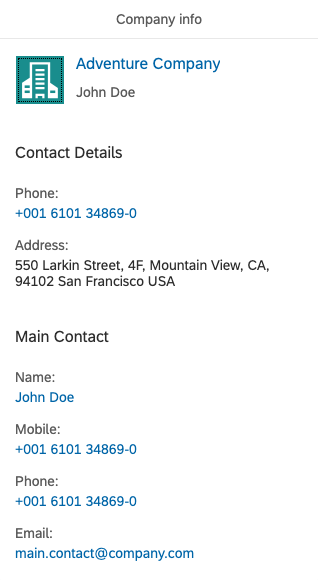 Company info
Adventure Company
John Doe
Contact Details
Phone:
+001 6101 34869-0
Address:
550 Larkin Street, 4F, Mountain View, CA,
94102 San Francisco USA
Main Contact
Name:
John Doe
Mobile:
+001 6101 34869-0
Phone:
+001 6101 34869-0
Email:
main.contact@company.com